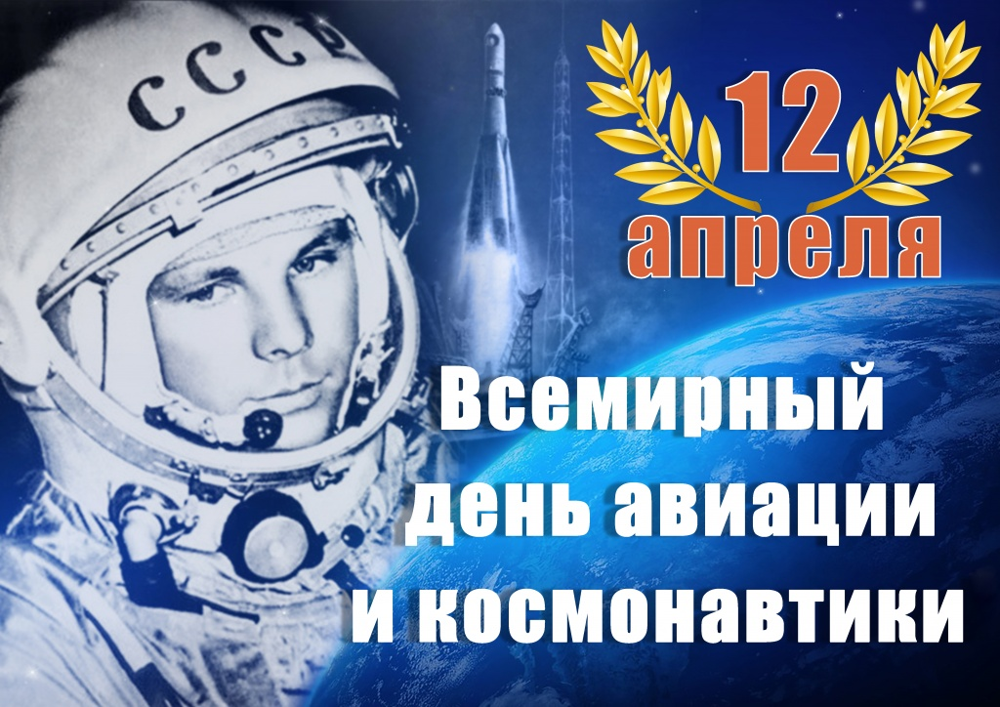 СССР
12
апреля
Всемирный
день авиации
и космонавтики